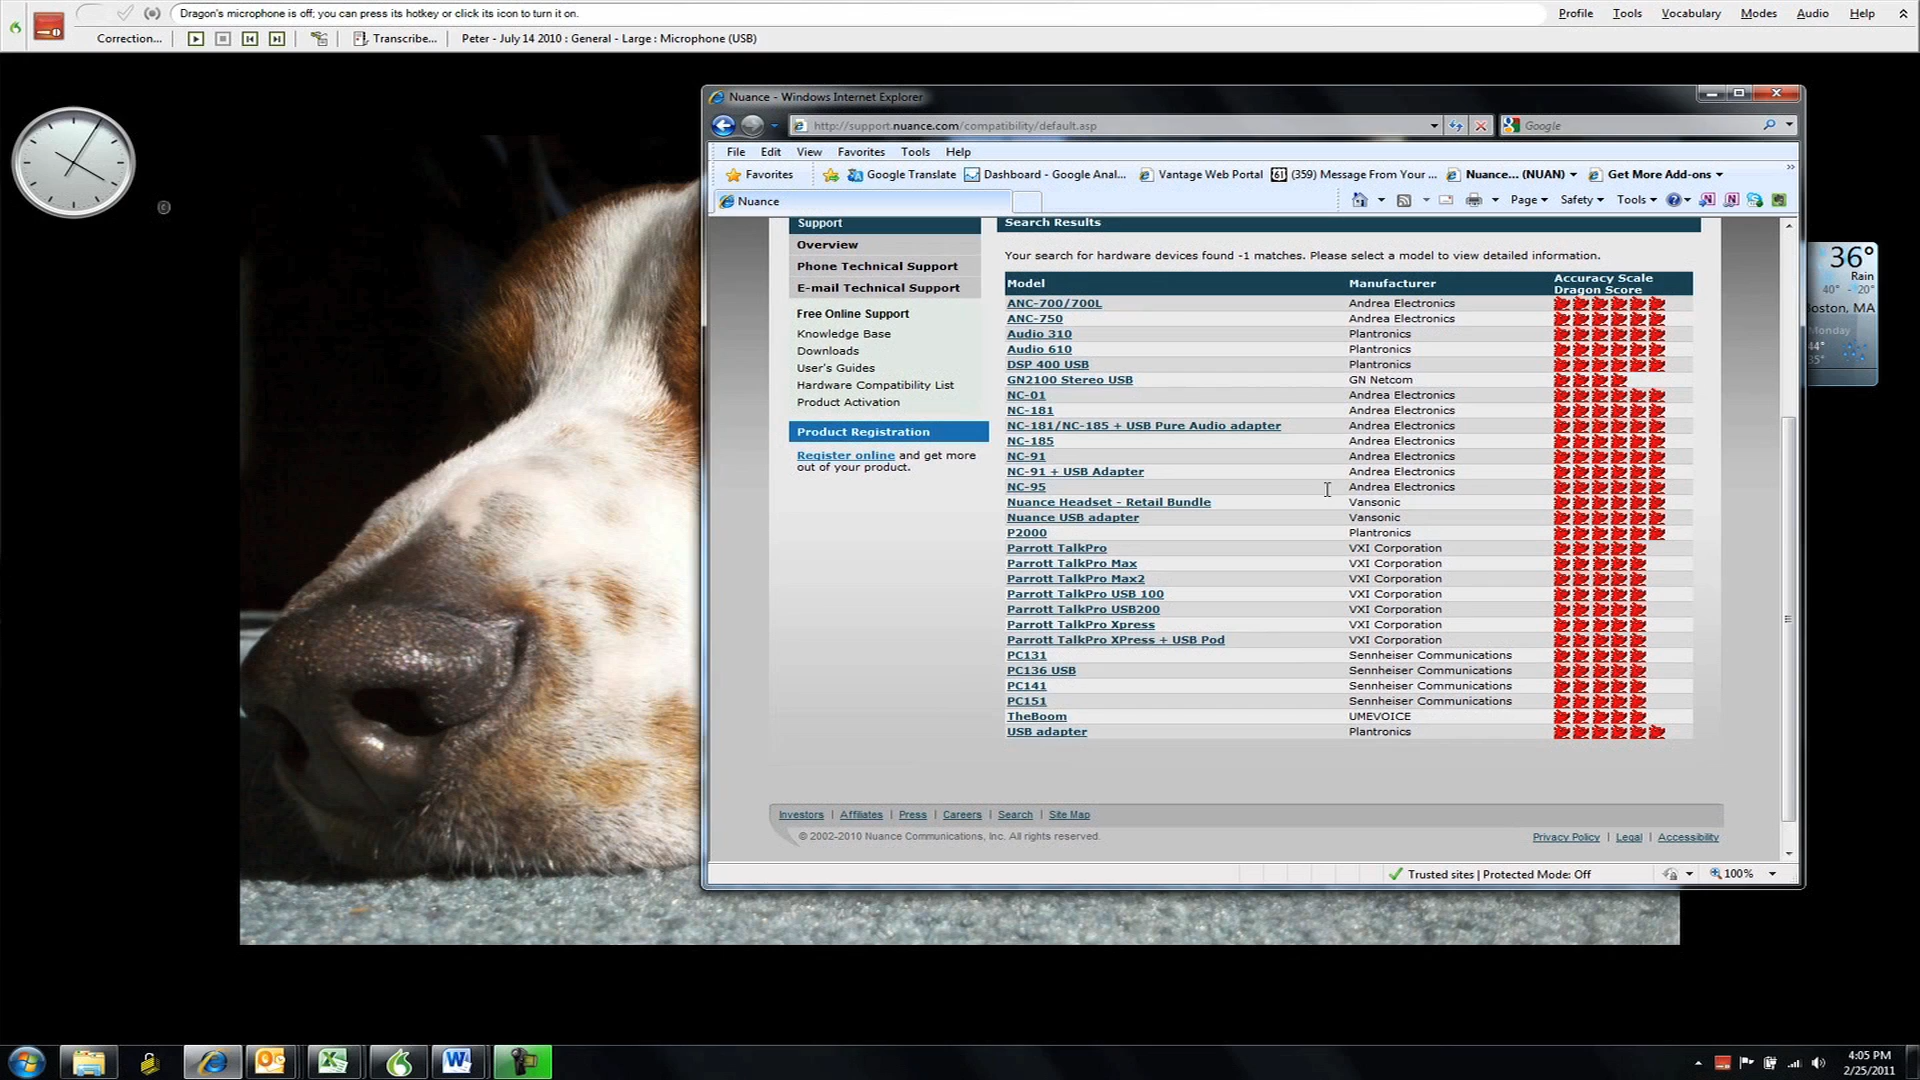 Dragon's microphone is off; you can press its hotkey or click its icon to turn it on.
Profile Tools Vocabulary Modes Audio Help
Correction... Transcribe... Peter - July 14 2010 : General - Large : Microphone (USB)
Nuance - Windows Internet Explorer
http://support.nuance.com/compatibility/default.asp
Google
File Edit View Favorites Tools Help
Favorites Google Translate Dashboard - Google Anal... Vantage Web Portal (359) Message From Your ... Nuance... (NUAN) Get More Add-ons
Nuance
Page Safety Tools
Support
Overview
Phone Technical Support
E-mail Technical Support
Free Online Support
Knowledge Base
Downloads
User's Guides
Hardware Compatibility List
Product Activation
Product Registration
Register online and get more
out of your product.
Search Results
Your search for hardware devices found -1 matches. Please select a model to view detailed information.
Model Manufacturer Accuracy Scale
Dragon Score
ANC-700/700L Andrea Electronics
ANC-750 Andrea Electronics
Audio 310 Plantronics
Audio 610 Plantronics
DSP 400 USB Plantronics
GN2100 Stereo USB GN Netcom
NC-01 Andrea Electronics
NC-181 Andrea Electronics
NC-181/NC-185 + USB Pure Audio adapter Andrea Electronics
NC-185 Andrea Electronics
NC-91 Andrea Electronics
NC-91 + USB Adapter Andrea Electronics
NC-95 Andrea Electronics
Nuance Headset - Retail Bundle Vansonic
Nuance USB adapter Vansonic
P2000 Plantronics
Parrott TalkPro VXI Corporation
Parrott TalkPro Max VXI Corporation
Parrott TalkPro Max2 VXI Corporation
Parrott TalkPro USB 100 VXI Corporation
Parrott TalkPro USB200 VXI Corporation
Parrott TalkPro Xpress VXI Corporation
Parrott TalkPro XPress + USB Pod VXI Corporation
PC131 Sennheiser Communications
PC136 USB Sennheiser Communications
PC141 Sennheiser Communications
PC151 Sennheiser Communications
TheBoom UMEVOICE
USB adapter Plantronics
Investors | Affiliates | Press | Careers | Search | Site Map
© 2002-2010 Nuance Communications, Inc. All rights reserved.
Privacy Policy | Legal | Accessibility
Trusted sites | Protected Mode: Off
100%
36°
Rain
40° - 20°
Boston, MA
Monday
44°
35°
4:05 PM
2/25/2011